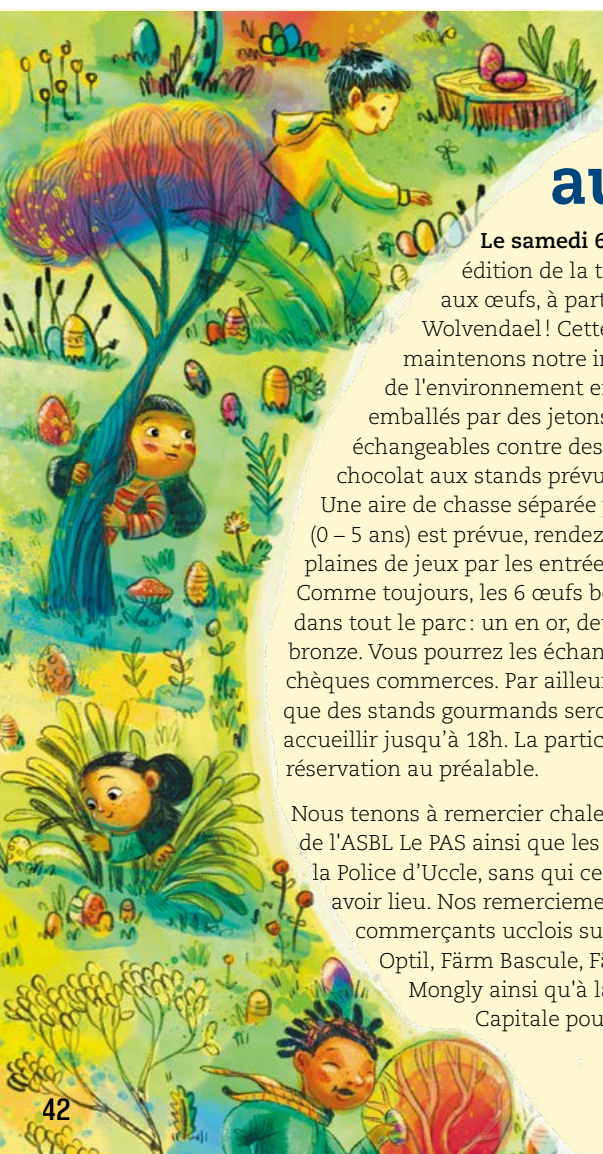 au
Le samedi 6
édition de la t
aux œufs, à part
Wolvendael ! Cette
maintenons notre in
de l'environnement e
emballés par des jetons
échangeables contre des
chocolat aux stands prévu
Une aire de chasse séparée
(0 – 5 ans) est prévue, rendez
plaines de jeux par les entrée
Comme toujours, les 6 œufs b
dans tout le parc : un en or, de
bronze. Vous pourrez les échan
chèques commerces. Par ailleur
que des stands gourmands sero
accueillir jusqu'à 18h. La partic
réservation au préalable.
Nous tenons à remercier chale
de l'ASBL Le PAS ainsi que les
la Police d'Uccle, sans qui ce
avoir lieu. Nos remercieme
commerçants ucclois su
Optil, Färm Bascule, Fä
Mongly ainsi qu'à la
Capitale pou
42